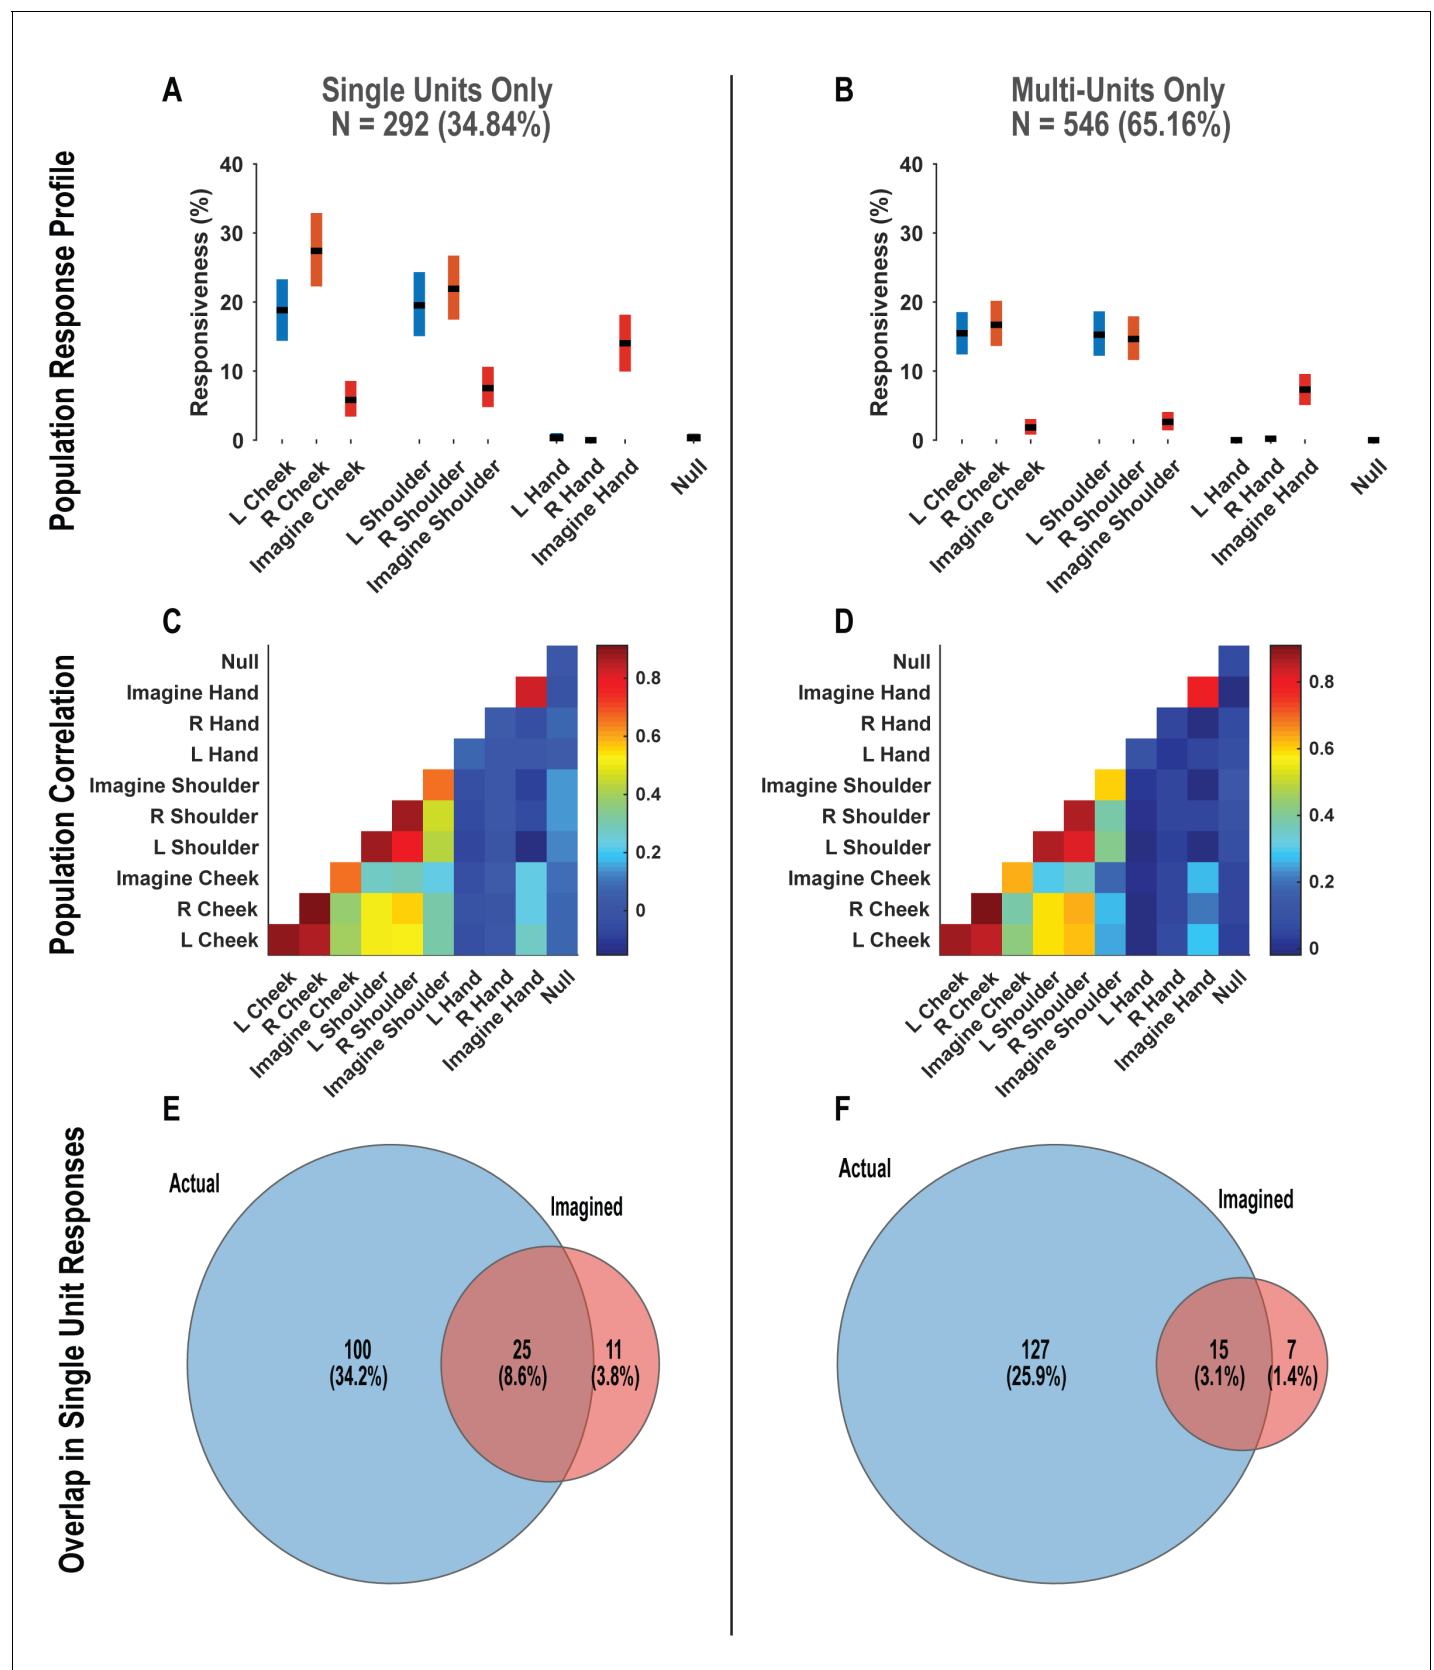 A
Single Units Only
N = 292 (34.84%)
B
Multi-Units Only
N = 546 (65.16%)
Population Response Profile
Responsiveness (%)
40
30
20
10
0
L Cheek
R Cheek
Imagine Cheek
L Shoulder
R Shoulder
Imagine Shoulder
L Hand
R Hand
Imagine Hand
Null
Responsiveness (%)
40
30
20
10
0
L Cheek
R Cheek
Imagine Cheek
L Shoulder
R Shoulder
Imagine Shoulder
L Hand
R Hand
Imagine Hand
Null
Population Correlation
C
Null
Imagine Hand
R Hand
L Hand
Imagine Shoulder
R Shoulder
L Shoulder
Imagine Cheek
R Cheek
L Cheek
L Cheek
R Cheek
Imagine Cheek
L Shoulder
R Shoulder
Imagine Shoulder
L Hand
R Hand
Imagine Hand
Null
0.8
0.6
0.4
0.2
0
D
Null
Imagine Hand
R Hand
L Hand
Imagine Shoulder
R Shoulder
L Shoulder
Imagine Cheek
R Cheek
L Cheek
L Cheek
R Cheek
Imagine Cheek
L Shoulder
R Shoulder
Imagine Shoulder
L Hand
R Hand
Imagine Hand
Null
0.8
0.6
0.4
0.2
0
Overlap in Single Unit Responses
E
Actual
Imagined
100
(34.2%)
25
(8.6%)
11
(3.8%)
F
Actual
Imagined
127
(25.9%)
15
(3.1%)
7
(1.4%)